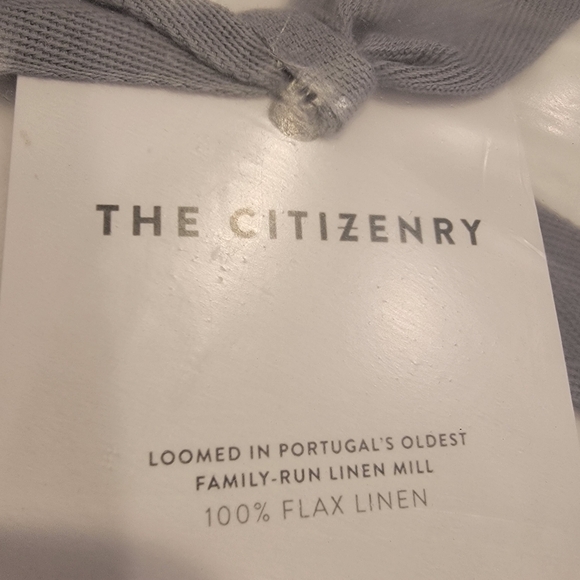 THE CITIZENRY
LOOMED IN PORTUGAL'S OLDEST
FAMILY-RUN LINEN MILL
100% FLAX LINEN